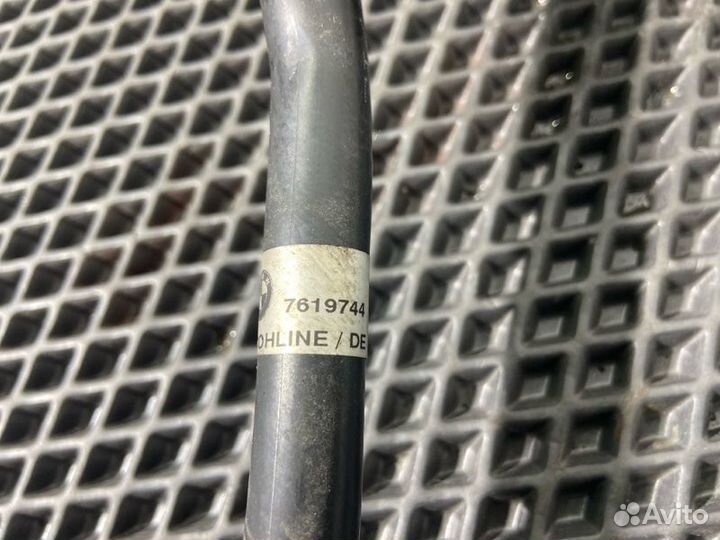 7619744
OHLINE / DE
Avito